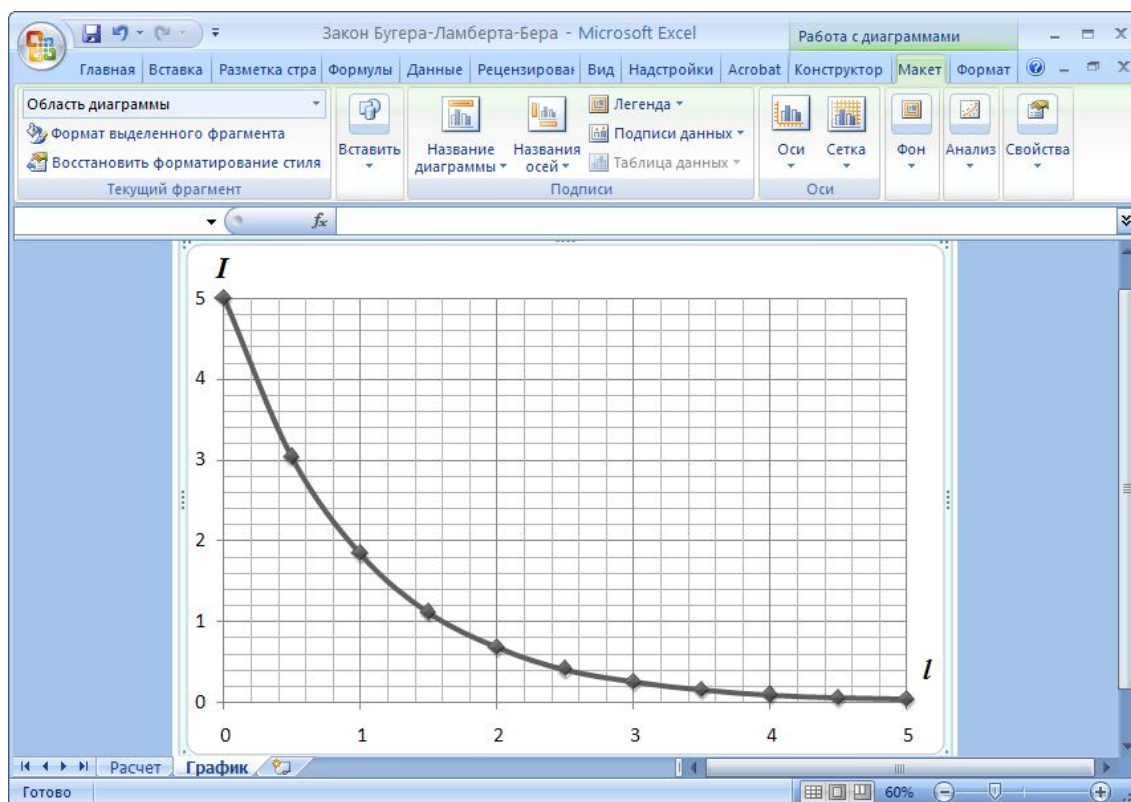 Закон Бугера-Ламберта-Бера - Microsoft Excel
Работа с диаграммами
Главная Вставка Разметка стра Формулы Данные Рецензирован Вид Надстройки Acrobat Конструктор Макет Формат
Область диаграммы
Формат выделенного фрагмента
Восстановить форматирование стиля
Текущий фрагмент
Вставить
Название диаграммы
Названия осей
Легенда
Подписи данных
Таблица данных
Подписи
Оси
Сетка
Оси
Фон
Анализ
Свойства
fx
I
5
4
3
2
1
0
l
0 1 2 3 4 5
Расчет График
Готово
60%